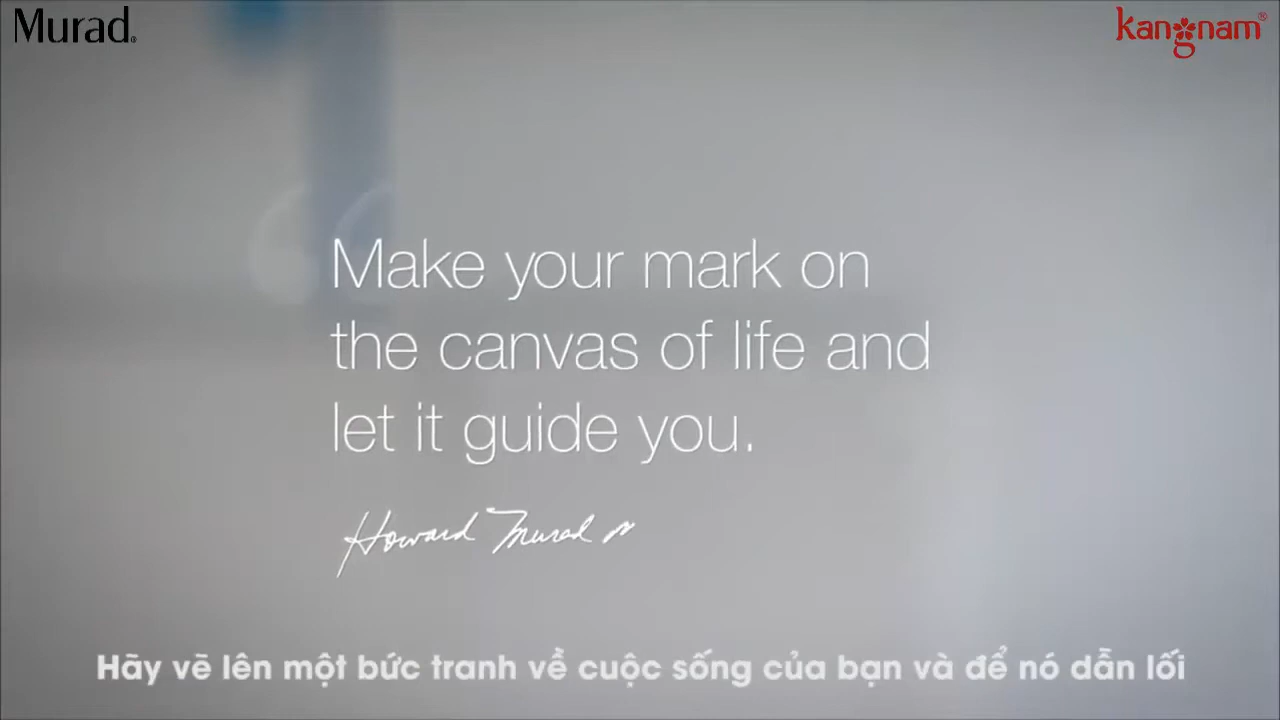 Murad.
kangnam®
Make your mark on
the canvas of life and
let it guide you.
Howard Murad
Hãy vẽ lên một bức tranh về cuộc sống của bạn và để nó dẫn lối